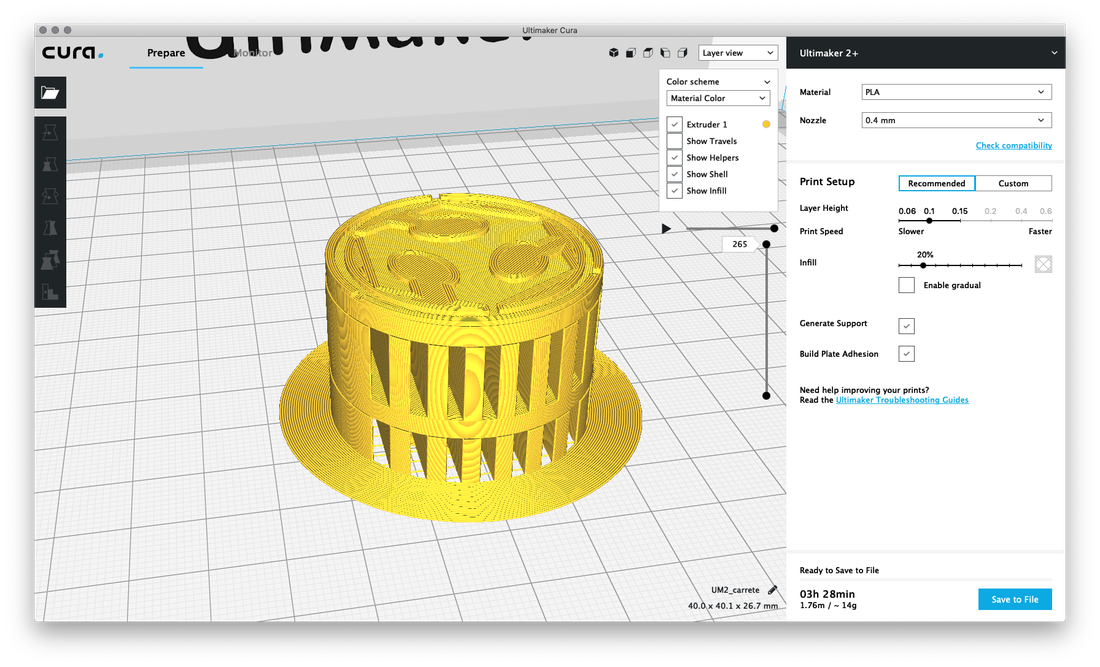 Ultimaker Cura
Ultimaker
cura.
Prepare
Monitor
Layer view
Color scheme
Material Color
Extruder 1
Show Travels
Show Helpers
Show Shell
Show Infill
265
UM2_carrete
40.0 x 40.1 x 26.7 mm
Ultimaker 2+
Material PLA
Nozzle 0.4 mm
Check compatibility
Print Setup Recommended Custom
Layer Height 0.06 0.1 0.15 0.2 0.4 0.6
Print Speed Slower Faster
Infill 20%
Enable gradual
Generate Support
Build Plate Adhesion
Need help improving your prints?
Read the Ultimaker Troubleshooting Guides
Ready to Save to File
03h 28min
1.76m / ~ 14g
Save to File